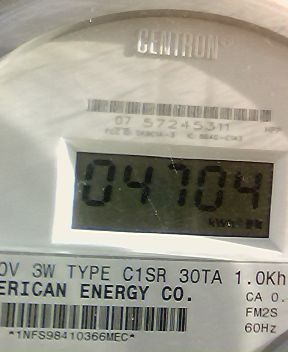 CENTRON®
07 57245311
04704
0V 3W TYPE C1SR 30TA 1.0Kh
ERICAN ENERGY CO.
CA 0.
FM2S
60Hz
*1NFS98410366MEC*